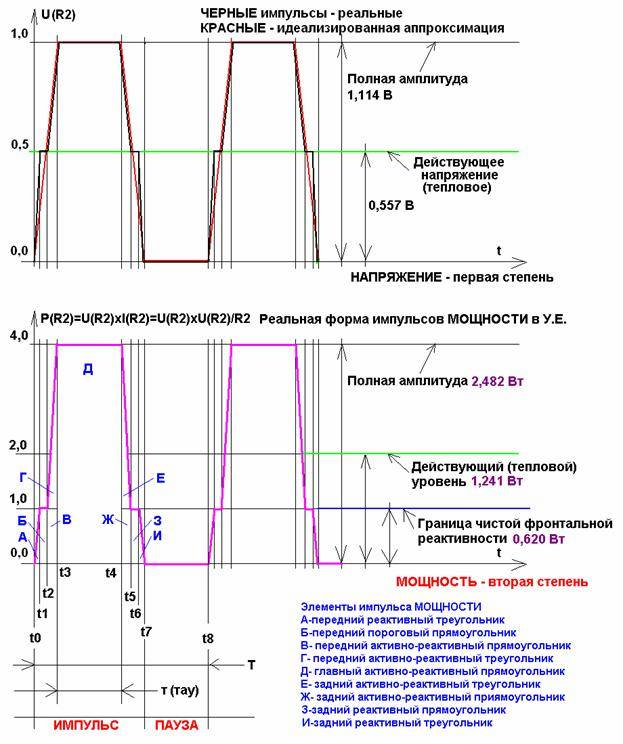 U(R2)
ЧЕРНЫЕ импульсы - реальные
КРАСНЫЕ - идеализированная аппроксимация
1.0
Полная амплитуда
1,114 В
0.5
Действующее
напряжение
(тепловое)
0,557 В
0,0
t
НАПРЯЖЕНИЕ - первая степень
P(R2)=U(R2)xI(R2)=U(R2)xU(R2)/R2
Реальная форма импульсов МОЩНОСТИ в У.Е.
4,0
Д
Полная амплитуда 2,482 Вт
2,0
Г
Е
Действующий (тепловой)
уровень 1,241 Вт
1,0
Б
В
Ж
З
А
И
Граница чистой фронтальной
реактивности 0,620 Вт
0,0
t
t3
t4
МОЩНОСТЬ - вторая степень
t2
t5
t1
t6
t0
t7
t8
Элементы импульса МОЩНОСТИ
А-передний реактивный треугольник
Б-передний пороговый прямоугольник
В- передний активно-реактивный прямоугольник
Г- передний активно-реактивный треугольник
Д- главный активно-реактивный прямоугольник
Е- задний активно-реактивный треугольник
Ж- задний активно-реактивный приямоугольник
З-задний реактивный прямоугольник
И-задний реактивный треугольник
T
τ (тау)
ИМПУЛЬС
ПАУЗА